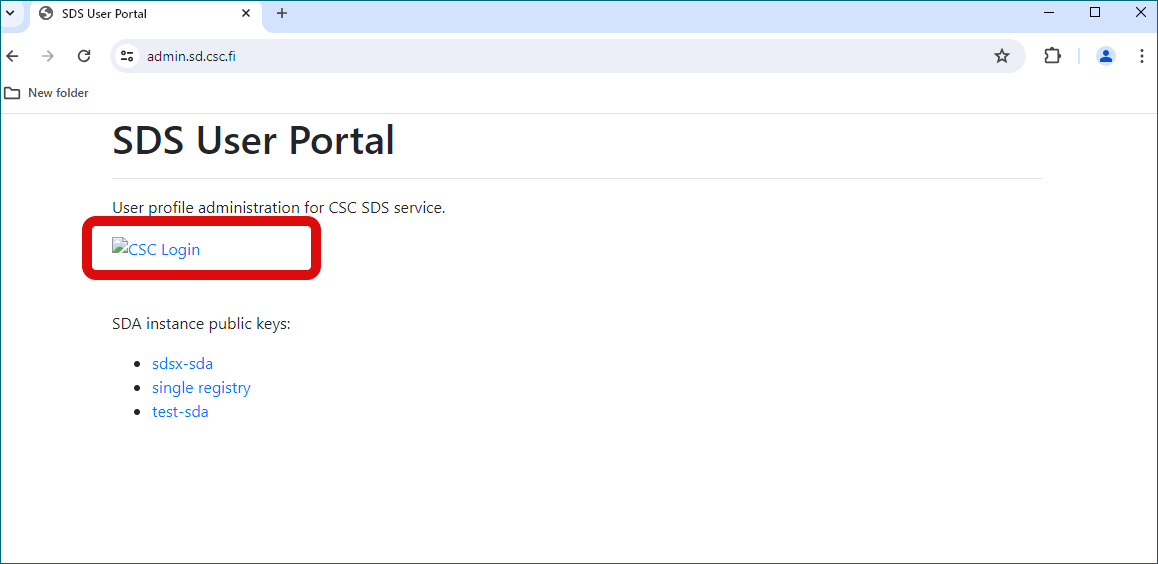 SDS User Portal
admin.sd.csc.fi
New folder
SDS User Portal
User profile administration for CSC SDS service.
CSC Login
SDA instance public keys:
sdsx-sda
single registry
test-sda